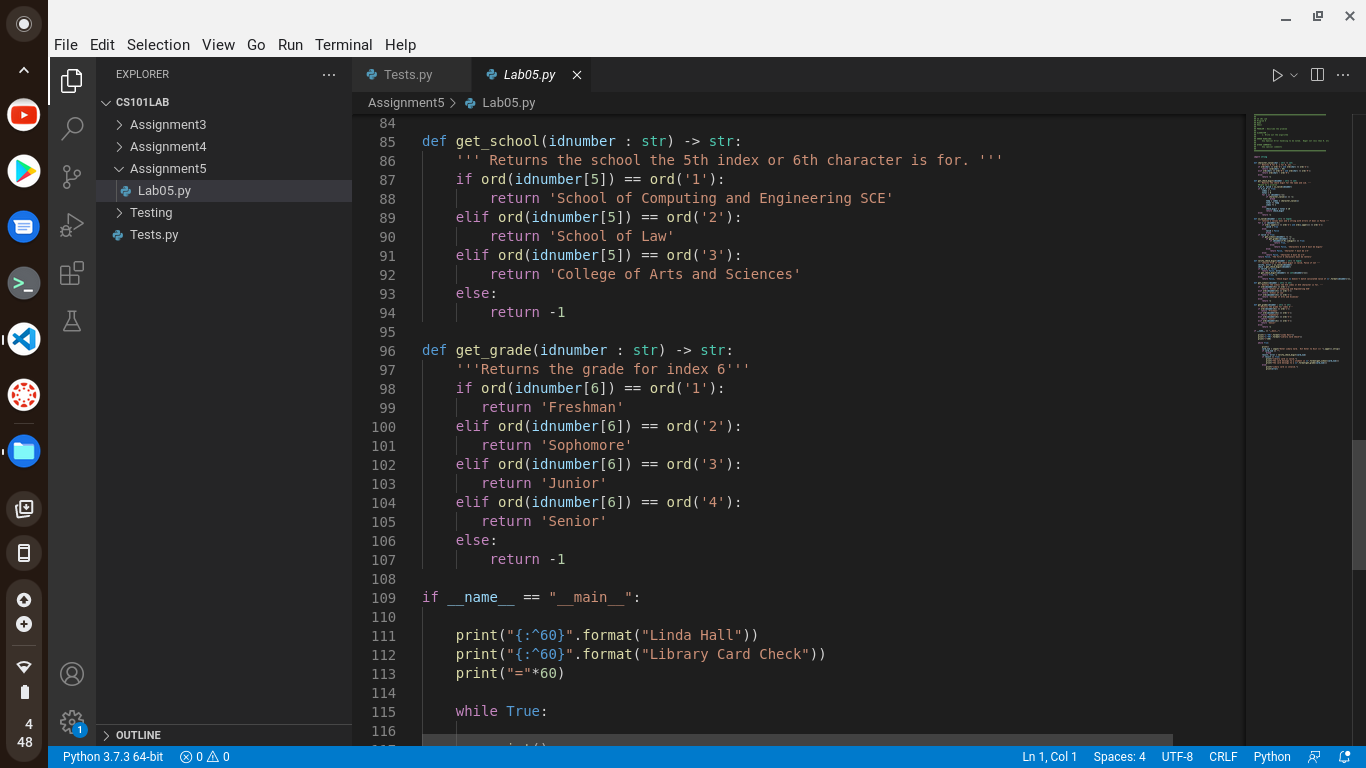 File Edit Selection View Go Run Terminal Help
EXPLORER
CS101LAB
Assignment3
Assignment4
Assignment5
Lab05.py
Testing
Tests.py
OUTLINE
Tests.py Lab05.py
Assignment5 > Lab05.py
84
85 def get_school(idnumber : str) -> str:
86     ''' Returns the school the 5th index or 6th character is for. '''
87     if ord(idnumber[5]) == ord('1'):
88         return 'School of Computing and Engineering SCE'
89     elif ord(idnumber[5]) == ord('2'):
90         return 'School of Law'
91     elif ord(idnumber[5]) == ord('3'):
92         return 'College of Arts and Sciences'
93     else:
94         return -1
95
96 def get_grade(idnumber : str) -> str:
97     '''Returns the grade for index 6'''
98     if ord(idnumber[6]) == ord('1'):
99        return 'Freshman'
100     elif ord(idnumber[6]) == ord('2'):
101        return 'Sophomore'
102     elif ord(idnumber[6]) == ord('3'):
103        return 'Junior'
104     elif ord(idnumber[6]) == ord('4'):
105        return 'Senior'
106     else:
107         return -1
108
109 if __name__ == "__main__":
110
111     print("{:^60}".format("Linda Hall"))
112     print("{:^60}".format("Library Card Check"))
113     print("="*60)
114
115     while True:
116
4
48
1
Python 3.7.3 64-bit 0 0 Ln 1, Col 1 Spaces: 4 UTF-8 CRLF Python